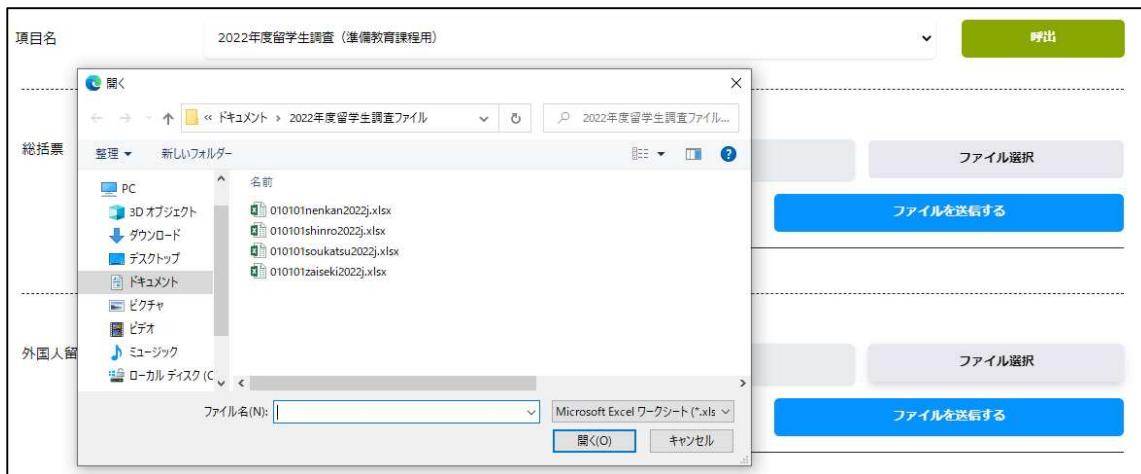 項目名
2022年度留学生調査(準備教育課程用)
呼出
開く
« ドキュメント › 2022年度留学生調査ファイル
2022年度留学生調査ファイル...
総括票
整理
新しいフォルダー
ファイル選択
名前
PC
3D オブジェクト
ダウンロード
デスクトップ
ドキュメント
ピクチャ
ビデオ
ミュージック
ローカル ディスク (C
010101nenkan2022j.xlsx
010101shinro2022j.xlsx
010101soukatsu2022j.xlsx
010101zaiseki2022j.xlsx
ファイルを送信する
外国人留
ファイル選択
ファイル名(N):
Microsoft Excel ワークシート (*.xls
ファイルを送信する
開く(O)
キャンセル